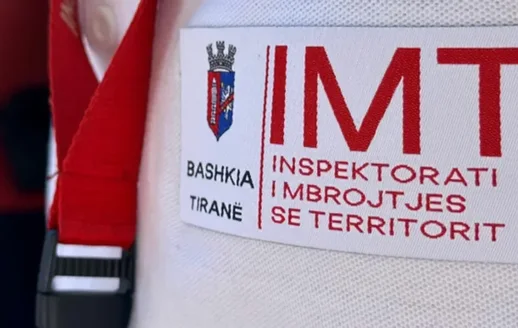 BASHKIA
TIRANË
IMT
INSPEKTORATI
I MBROJTJES
SE TERRITORIT